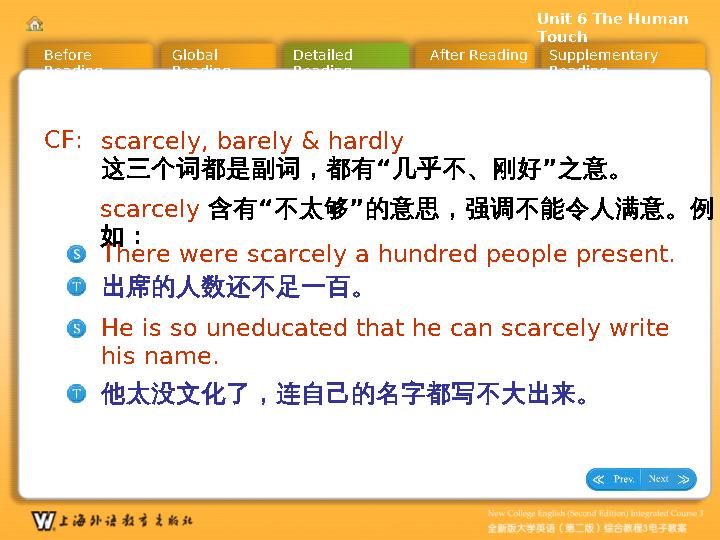 Unit 6 The Human
Touch
Before
Reading
Global
Reading
Detailed
Reading
After Reading
Supplementary
Reading
CF:
scarcely, barely & hardly
这三个词都是副词，都有“几乎不、刚好”之意。
scarcely 含有“不太够”的意思，强调不能令人满意。例
如：
S There were scarcely a hundred people present.
T 出席的人数还不足一百。
S He is so uneducated that he can scarcely write
his name.
T 他太没文化了，连自己的名字都写不大出来。
Prev. Next
W 上海外语教育出版社
New College English (Second Edition) Integrated Course 3
全新版大学英语（第二版）综合教程3电子教案